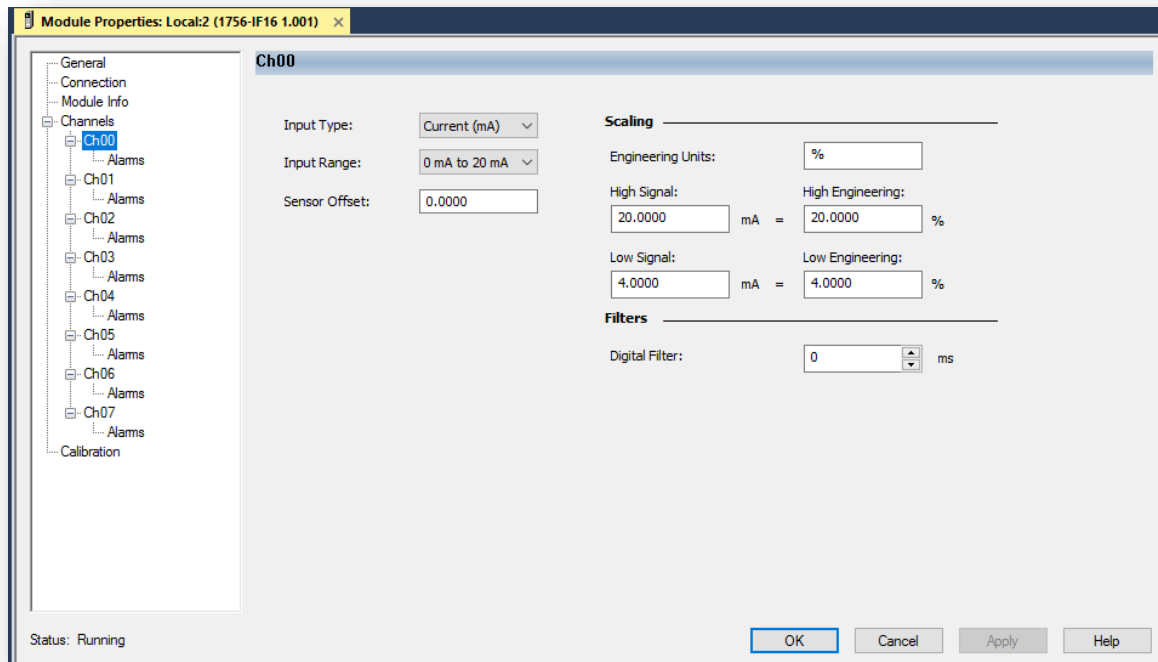 Module Properties: Local:2 (1756-IF16 1.001)
General
Connection
Module Info
Channels
Ch00
Alarms
Ch01
Alarms
Ch02
Alarms
Ch03
Alarms
Ch04
Alarms
Ch05
Alarms
Ch06
Alarms
Ch07
Alarms
Calibration
Ch00
Input Type: Current (mA)
Input Range: 0 mA to 20 mA
Sensor Offset: 0.0000
Scaling
Engineering Units: %
High Signal: High Engineering:
20.0000 mA = 20.0000 %
Low Signal: Low Engineering:
4.0000 mA = 4.0000 %
Filters
Digital Filter: 0 ms
Status: Running
OK Cancel Apply Help